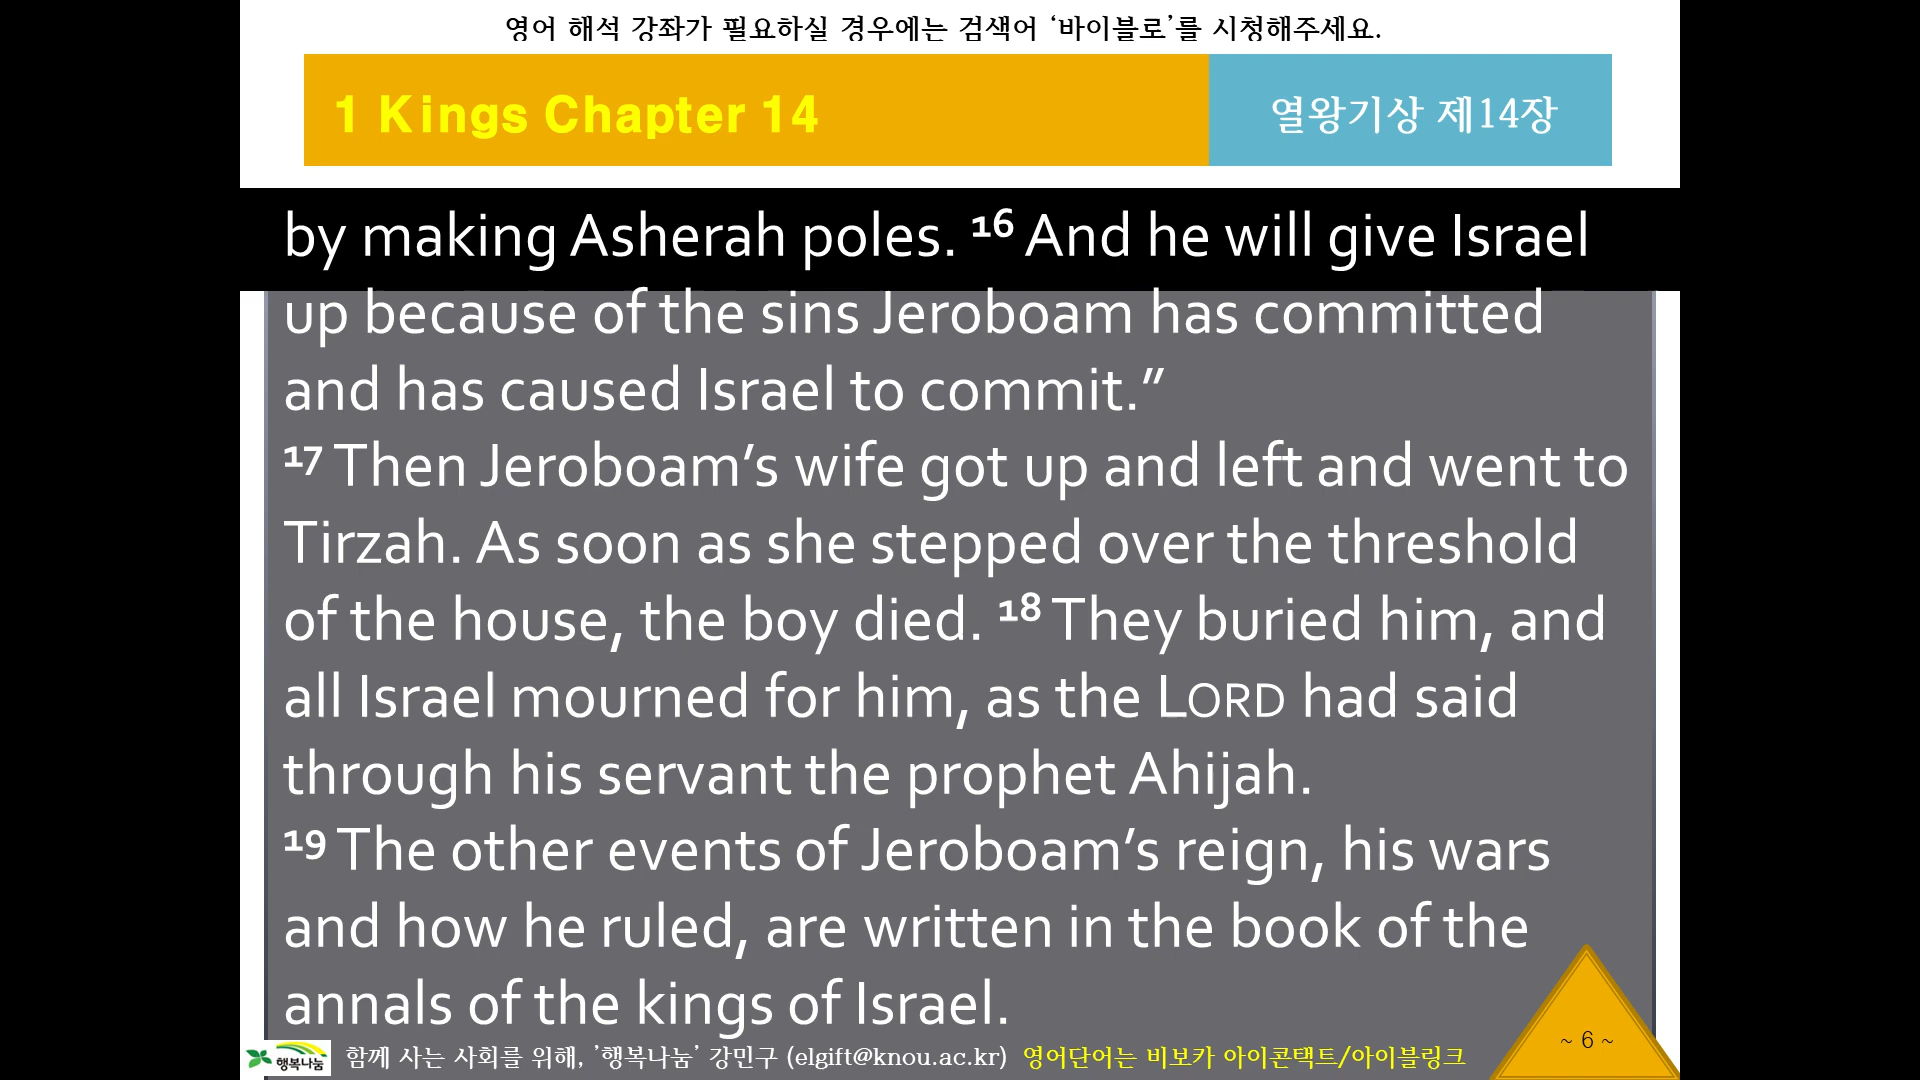 영어 해석 강좌가 필요하실 경우에는 검색어 ‘바이블로’를 시청해주세요.
1 Kings Chapter 14
열왕기상 제14장
by making Asherah poles. 16 And he will give Israel
up because of the sins Jeroboam has committed
and has caused Israel to commit.”
17 Then Jeroboam’s wife got up and left and went to
Tirzah. As soon as she stepped over the threshold
of the house, the boy died. 18 They buried him, and
all Israel mourned for him, as the LORD had said
through his servant the prophet Ahijah.
19 The other events of Jeroboam’s reign, his wars
and how he ruled, are written in the book of the
annals of the kings of Israel.
~ 6 ~
행복나눔
함께 사는 사회를 위해, ’행복나눔’ 강민구 (elgift@knou.ac.kr) 영어단어는 비보카 아이콘택트/아이블링크